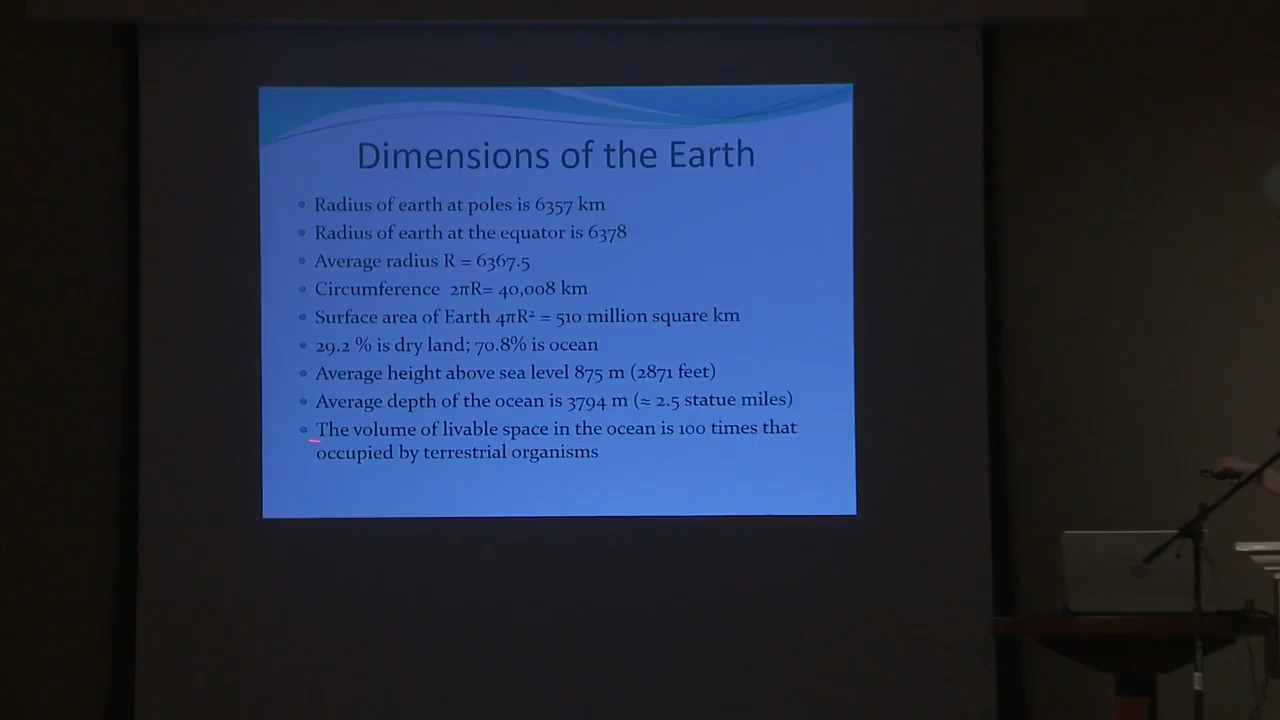 Dimensions of the Earth
Radius of earth at poles is 6357 km
Radius of earth at the equator is 6378
Average radius R = 6367.5
Circumference 2πR= 40,008 km
Surface area of Earth 4πR² = 510 million square km
29.2 % is dry land; 70.8% is ocean
Average height above sea level 875 m (2871 feet)
Average depth of the ocean is 3794 m (≈ 2.5 statue miles)
The volume of livable space in the ocean is 100 times that
occupied by terrestrial organisms